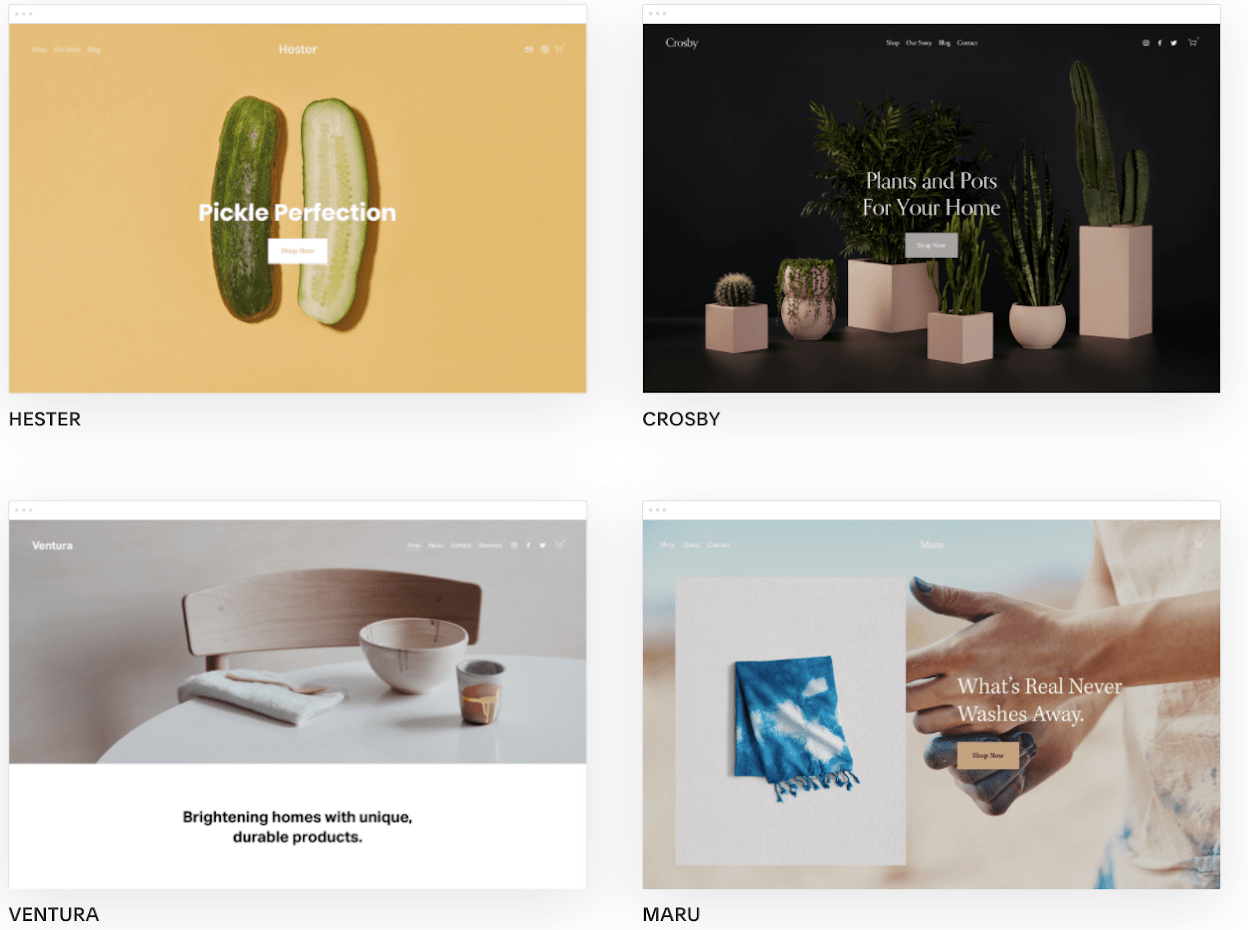 Shop Our Story Blog
Hester
Pickle Perfection
Shop Now
HESTER
Crosby
Shop Our Story Blog Contact
Plants and Pots
For Your Home
Shop Now
CROSBY
Ventura
Shop About Contact Stockists
Brightening homes with unique,
durable products.
VENTURA
Shop About Contact
Maru
What's Real Never
Washes Away.
Shop Now
MARU